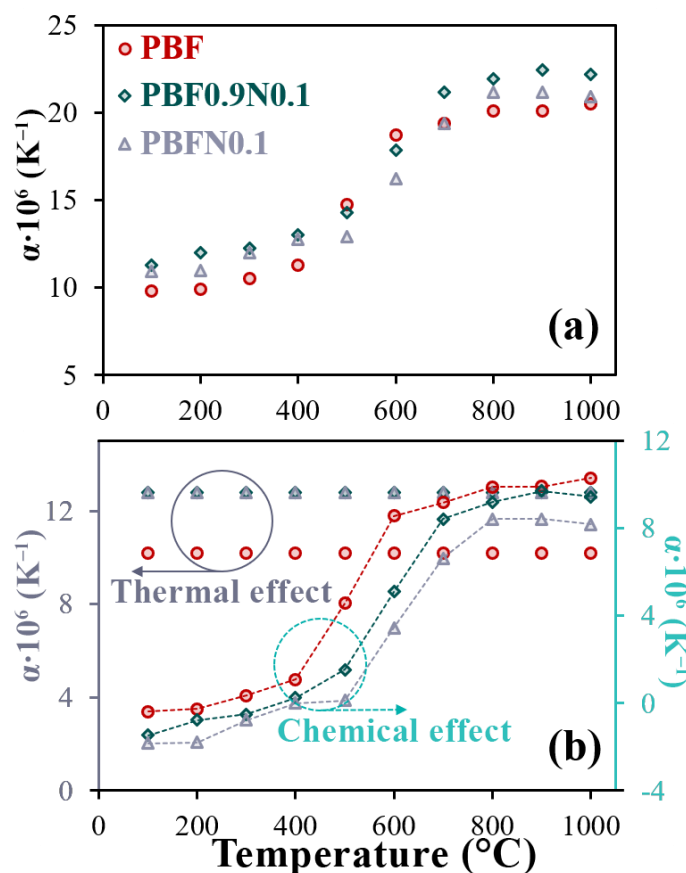 25
20
15
10
5
α·10⁶ (K⁻¹)
PBF
PBF0.9N0.1
PBFN0.1
(a)
0 200 400 600 800 1000
12
8
4
0
α·10⁶ (K⁻¹)
12
8
4
0
-4
α·10⁶ (K⁻¹)
Thermal effect
Chemical effect
(b)
0 200 400 600 800 1000
Temperature (°C)